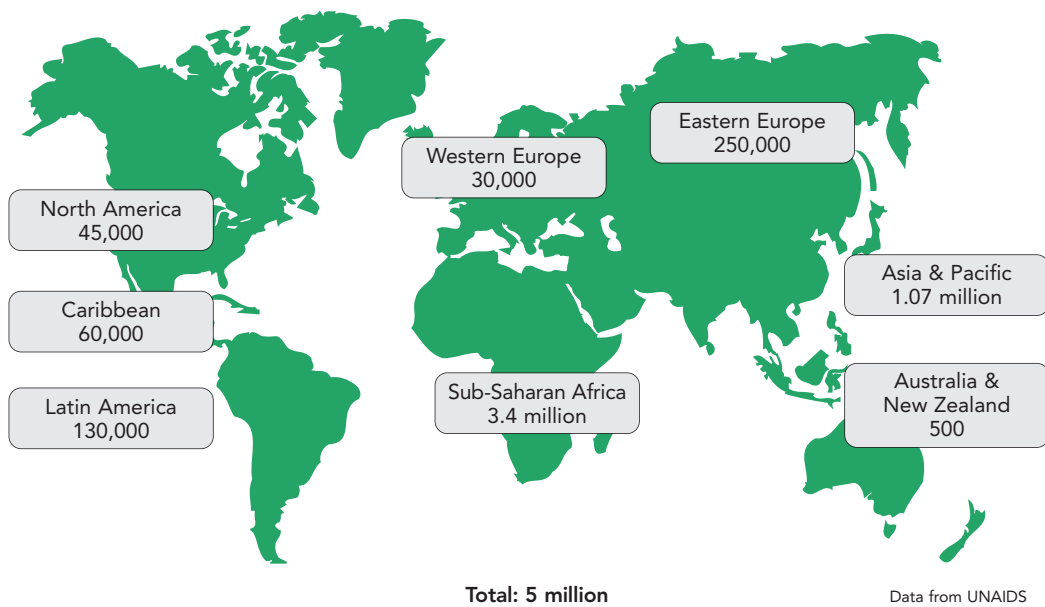 Eastern Europe
250,000
Western Europe
30,000
North America
45,000
Asia & Pacific
1.07 million
Caribbean
60,000
Sub-Saharan Africa
3.4 million
Australia &
New Zealand
500
Latin America
130,000
Total: 5 million
Data from UNAIDS